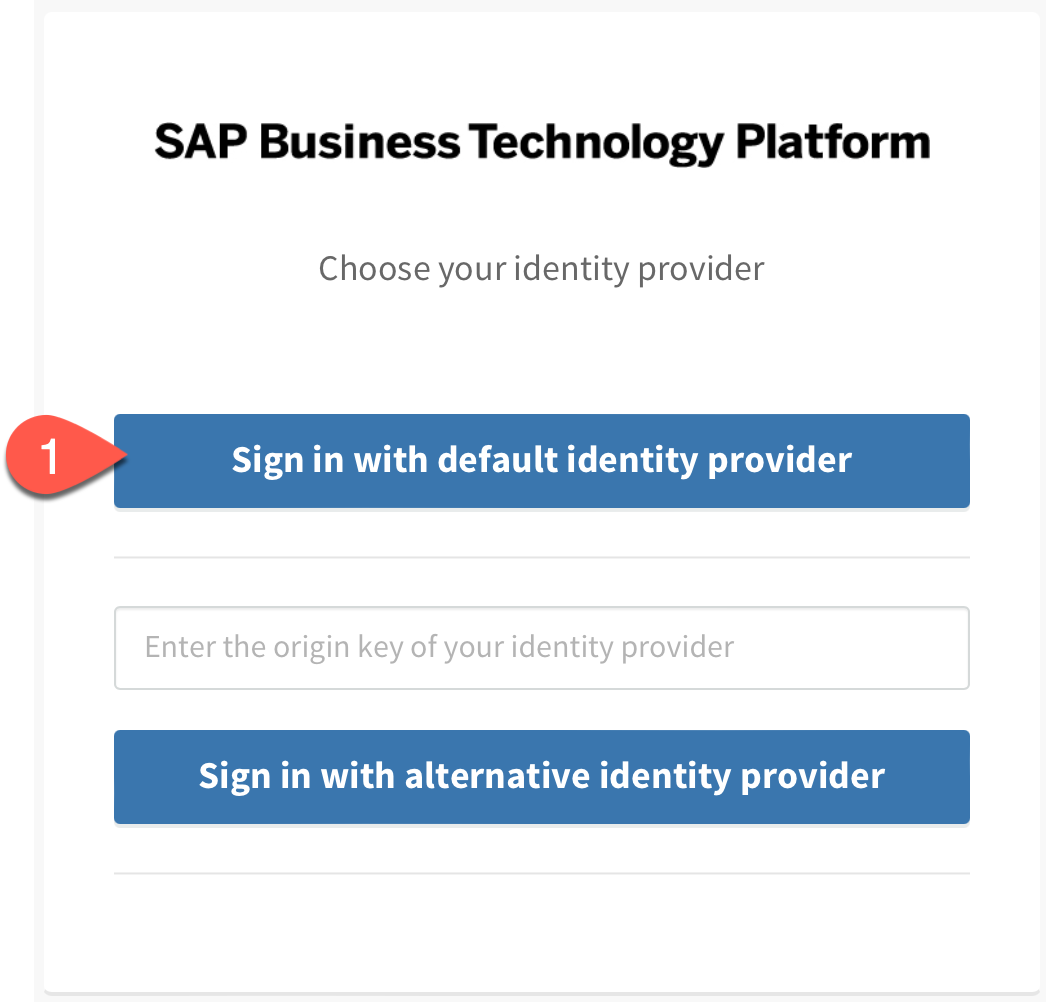 SAP Business Technology Platform
Choose your identity provider
1
Sign in with default identity provider
Enter the origin key of your identity provider
Sign in with alternative identity provider